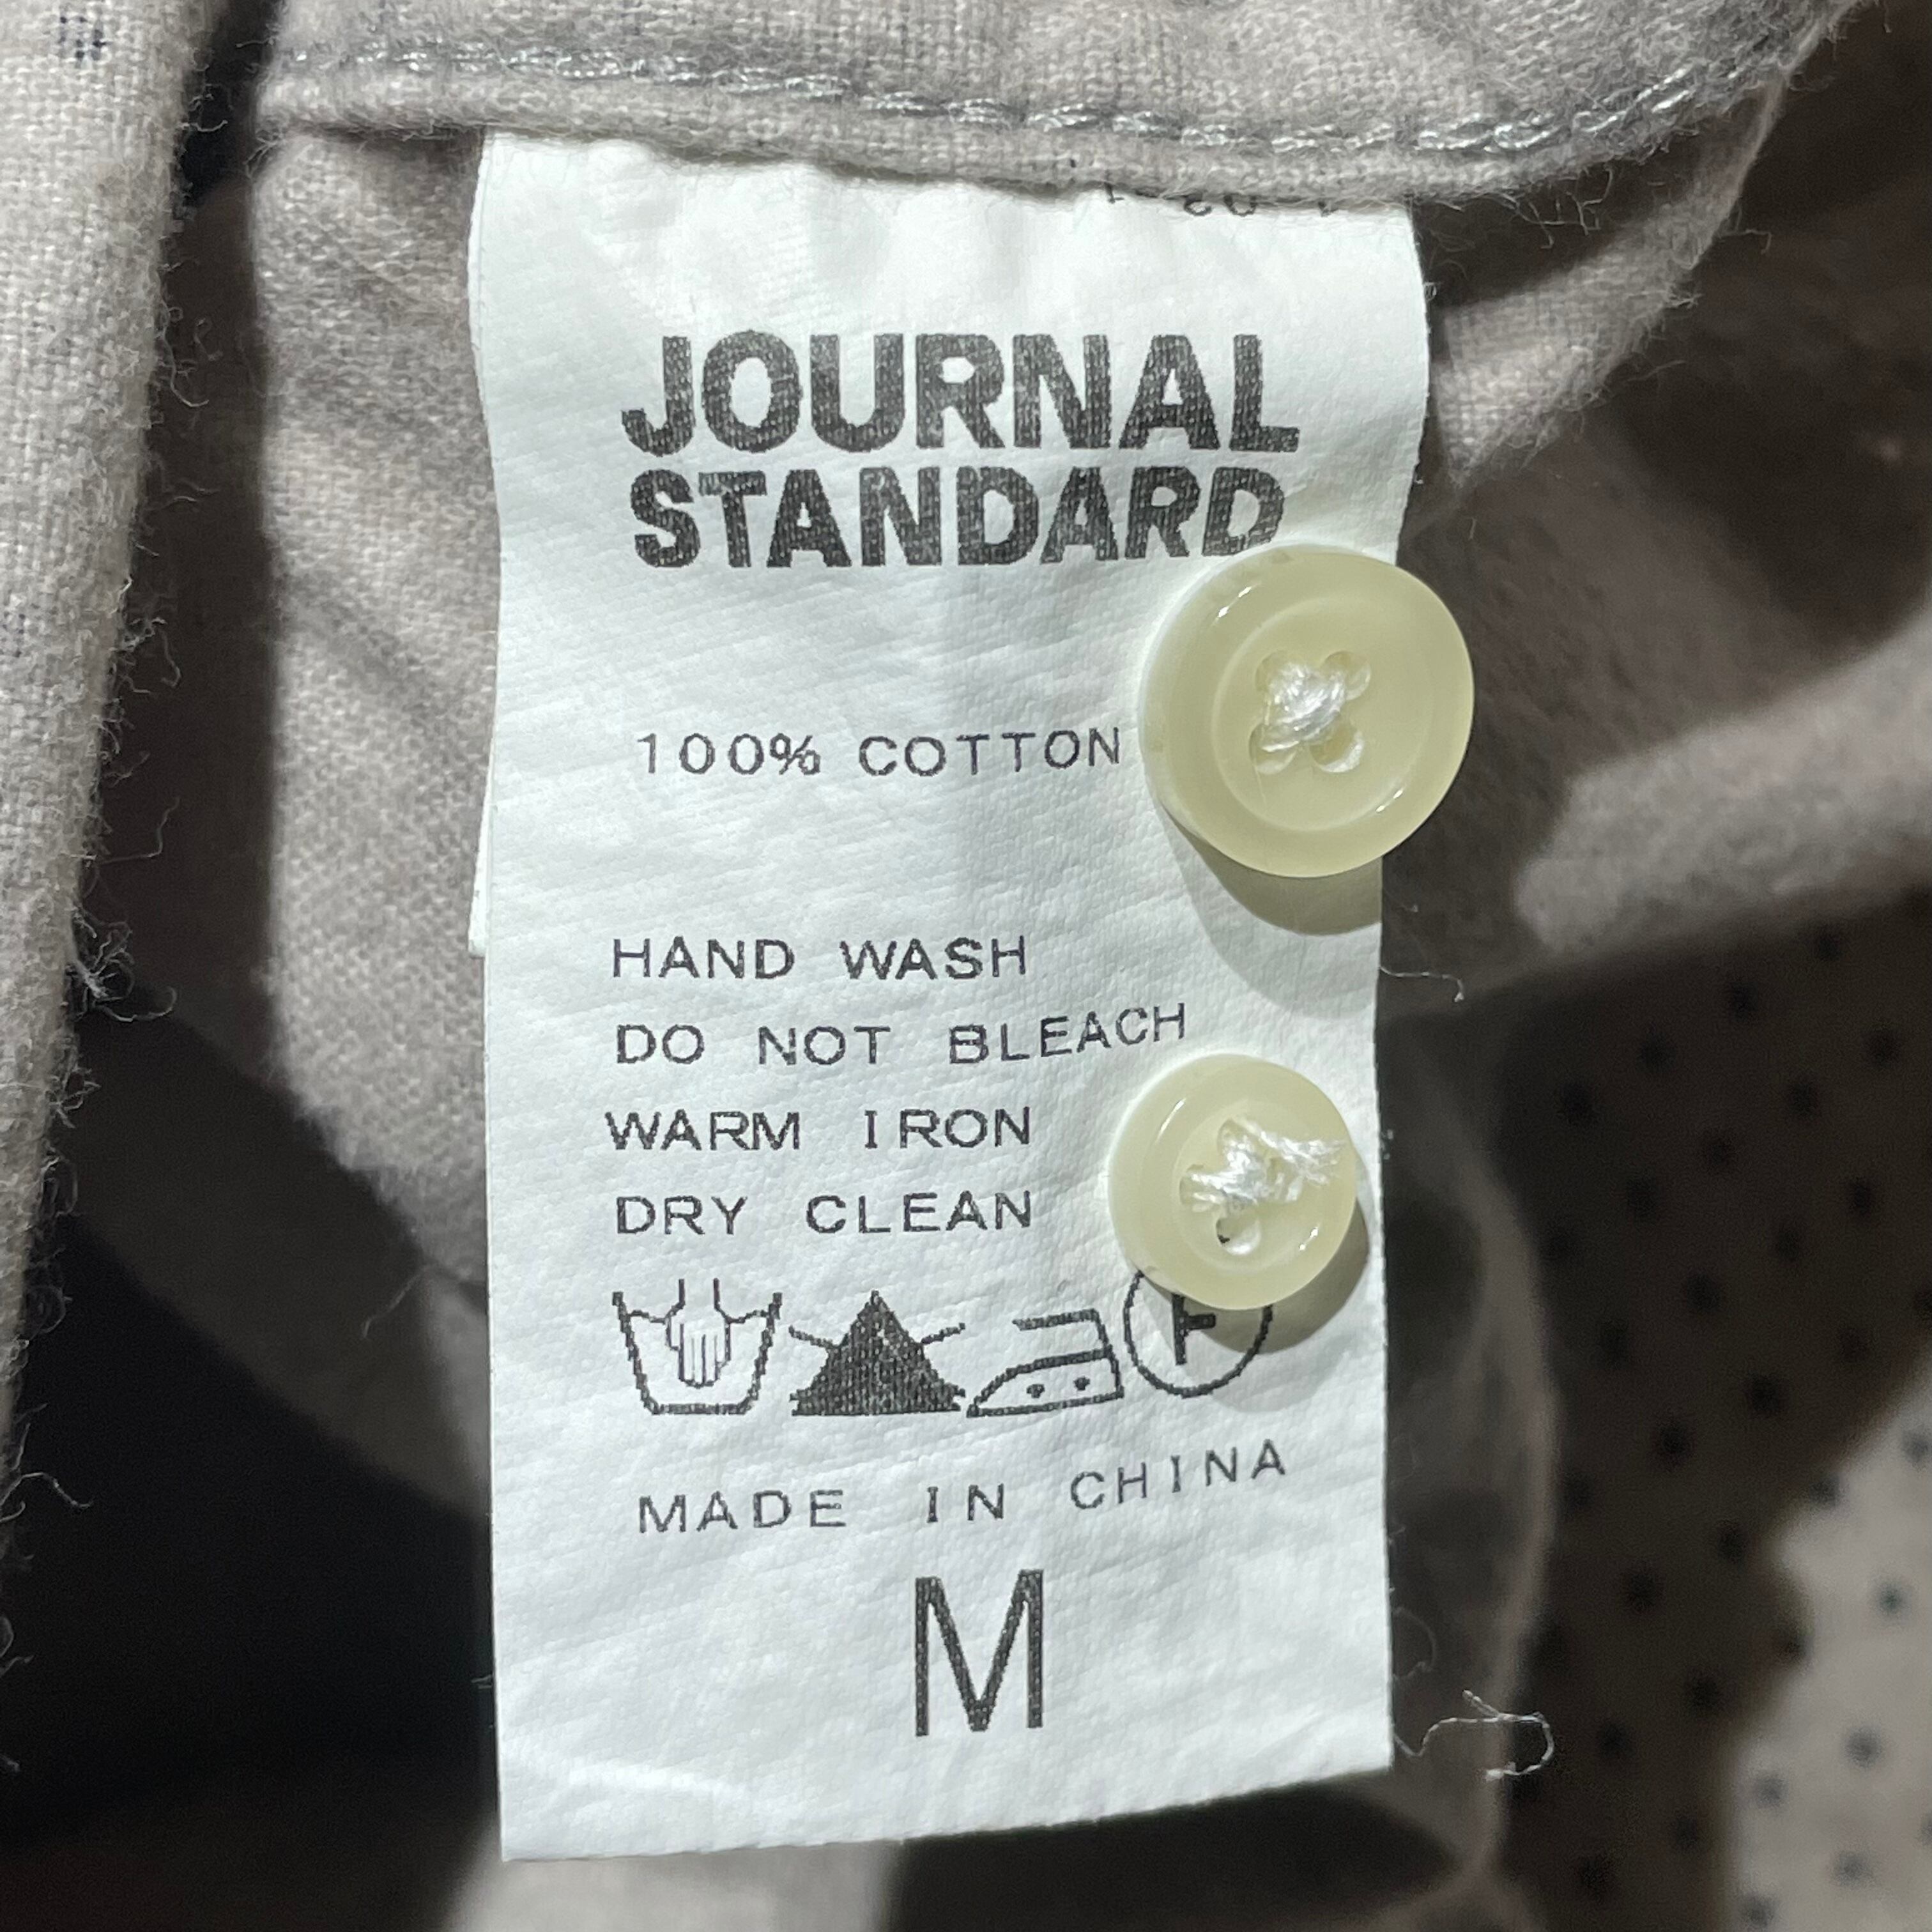 JOURNAL
STANDARD
100% COTTON
HAND WASH
DO NOT BLEACH
WARM IRON
DRY CLEAN
F
MADE IN CHINA
M